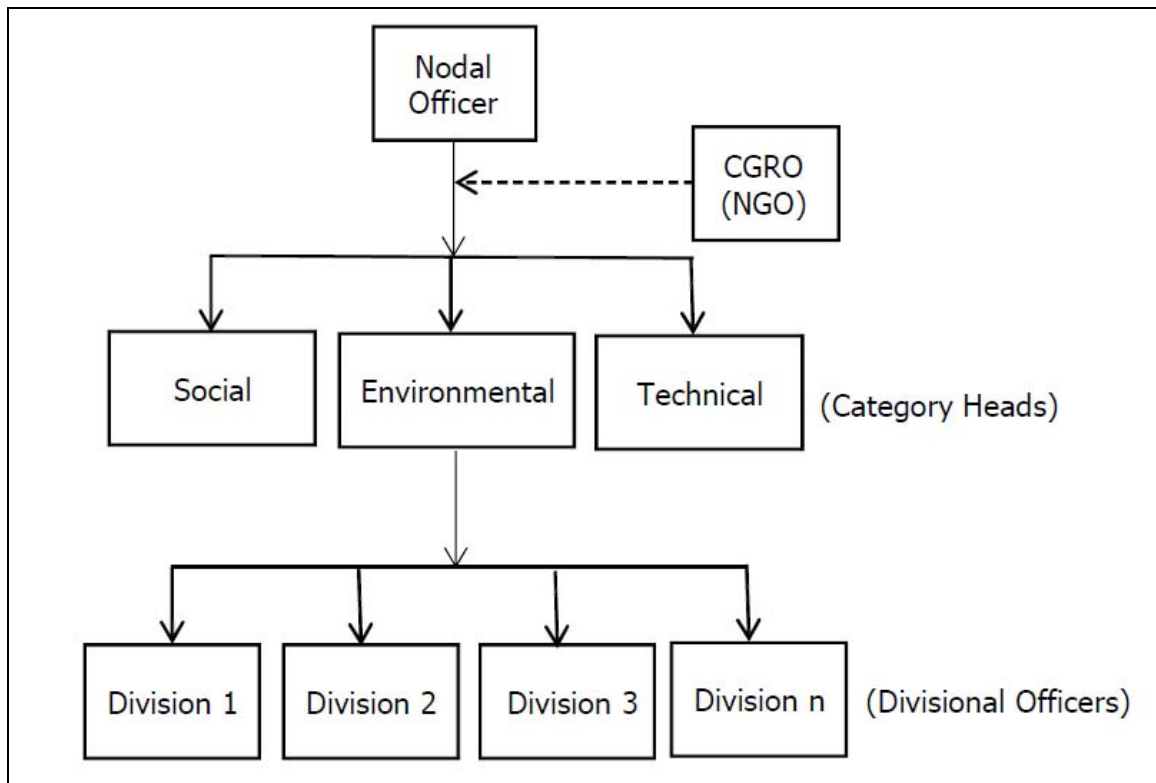 Nodal
Officer
CGRO
(NGO)
Social
Environmental
Technical
(Category Heads)
Division 1
Division 2
Division 3
Division n
(Divisional Officers)